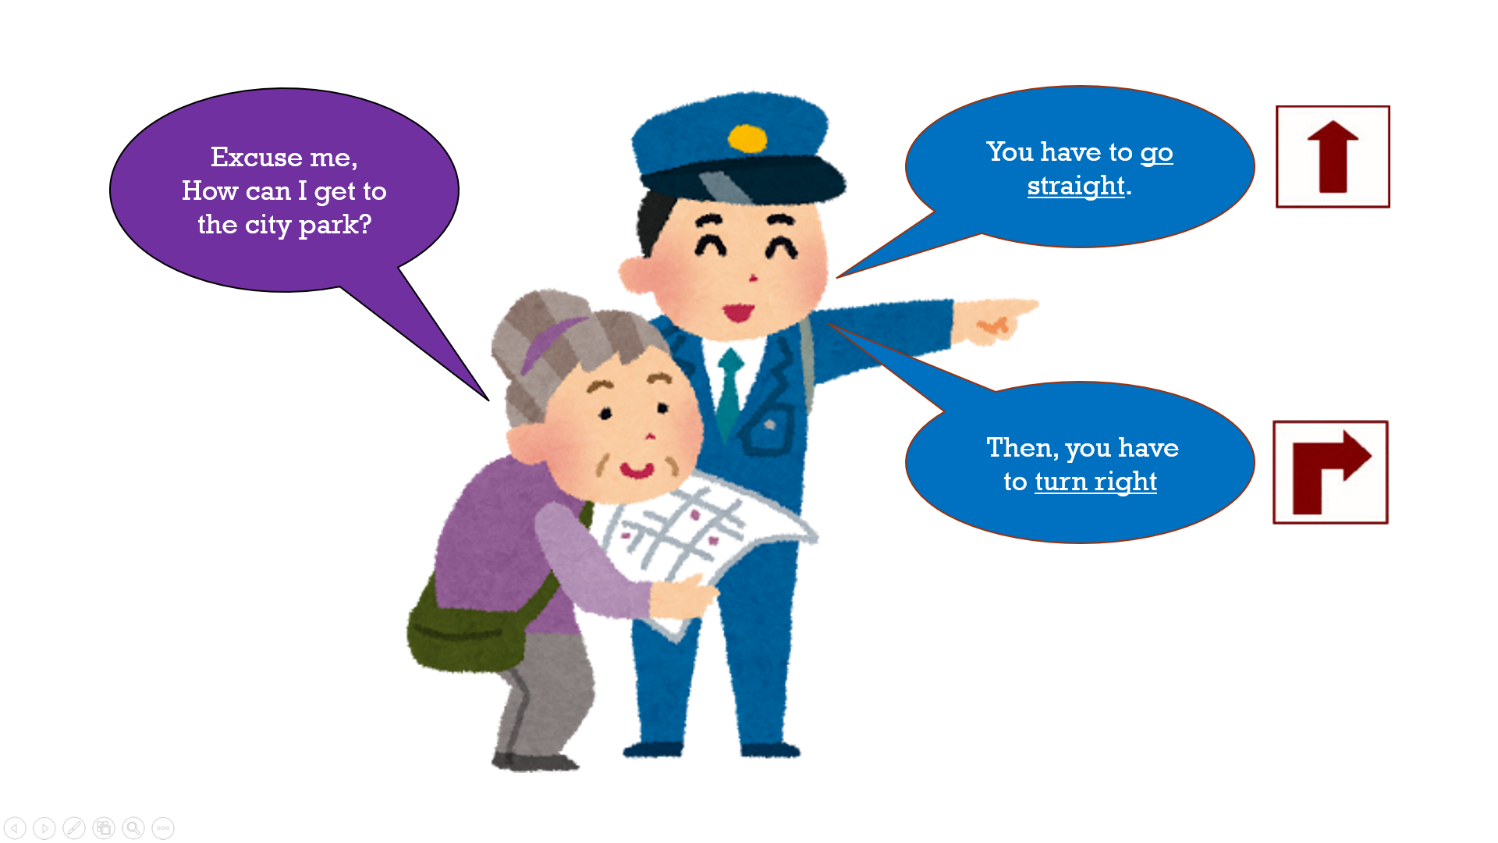 Excuse me,
How can I get to
the city park?
You have to go
straight.
Then, you have
to turn right